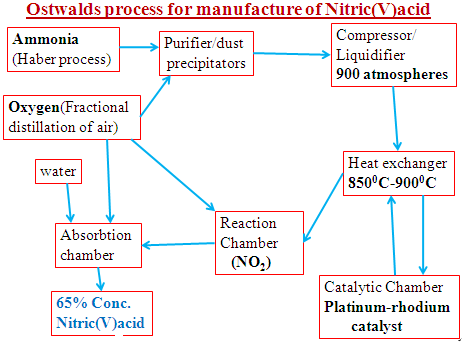 Ostwalds process for manufacture of Nitric(V)acid
Ammonia
(Haber process)
Purifier/dust
precipitators
Compressor/
Liquidifier
900 atmospheres
Oxygen(Fractional
distillation of air)
water
Heat exchanger
850⁰C-900⁰C
Absorbtion
chamber
Reaction
Chamber
(NO₂)
65% Conc.
Nitric(V)acid
Catalytic Chamber
Platinum-rhodium
catalyst